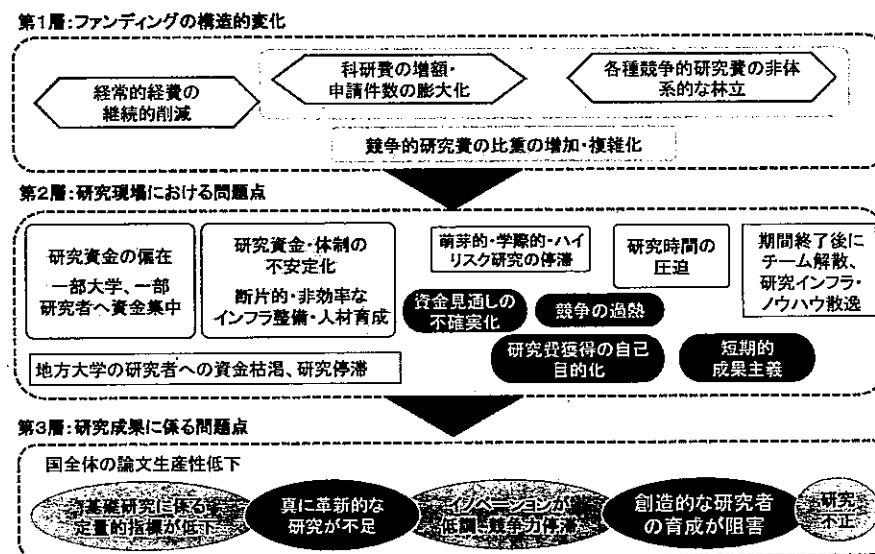 第1層:ファンディングの構造的変化
経常的経費の
継続的削減
科研費の増額・
申請件数の膨大化
各種競争的研究費の非体
系的な林立
競争的研究費の比重の増加・複雑化
第2層:研究現場における問題点
研究資金の偏在
一部大学、一部
研究者へ資金集中
研究資金・体制の
不安定化
断片的・非効率な
インフラ整備・人材育成
萌芽的・学際的・ハイ
リスク研究の停滞
研究時間の
圧迫
期間終了後に
チーム解散、
研究インフラ・
ノウハウ散逸
資金見通しの
不確実化
競争の過熱
地方大学の研究者への資金枯渇、研究停滞
研究費獲得の自己
目的化
短期的
成果主義
第3層:研究成果に係る問題点
国全体の論文生産性低下
基礎研究に係る
定量的指標が低下
真に革新的な
研究が不足
イノベーションが
低調・競争力停滞
創造的な研究者
の育成が阻害
研究
不正